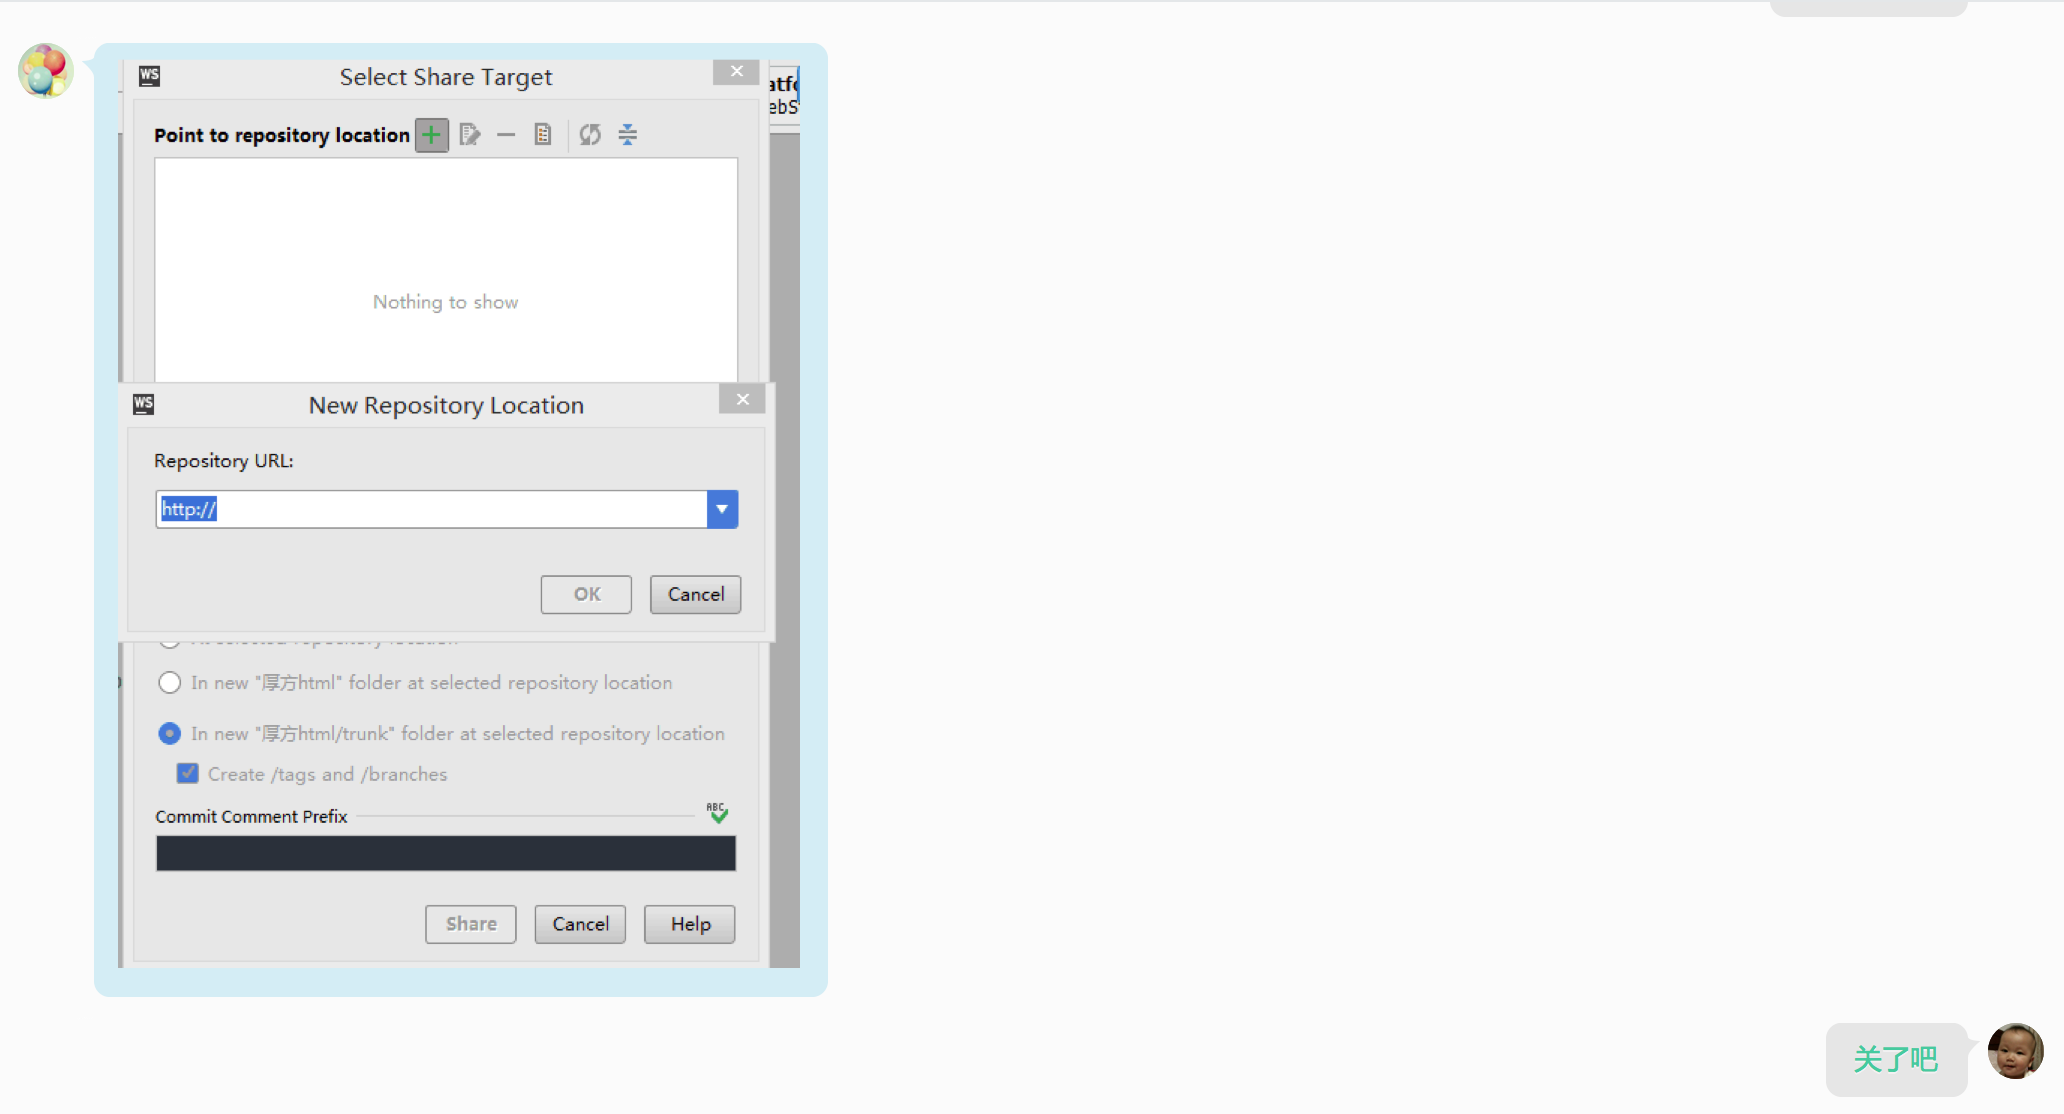 WS
Select Share Target
Point to repository location
Nothing to show
WS
New Repository Location
Repository URL:
http://
OK
Cancel
In new "厚方html" folder at selected repository location
In new "厚方html/trunk" folder at selected repository location
Create /tags and /branches
Commit Comment Prefix
ABC
Share
Cancel
Help
关了吧